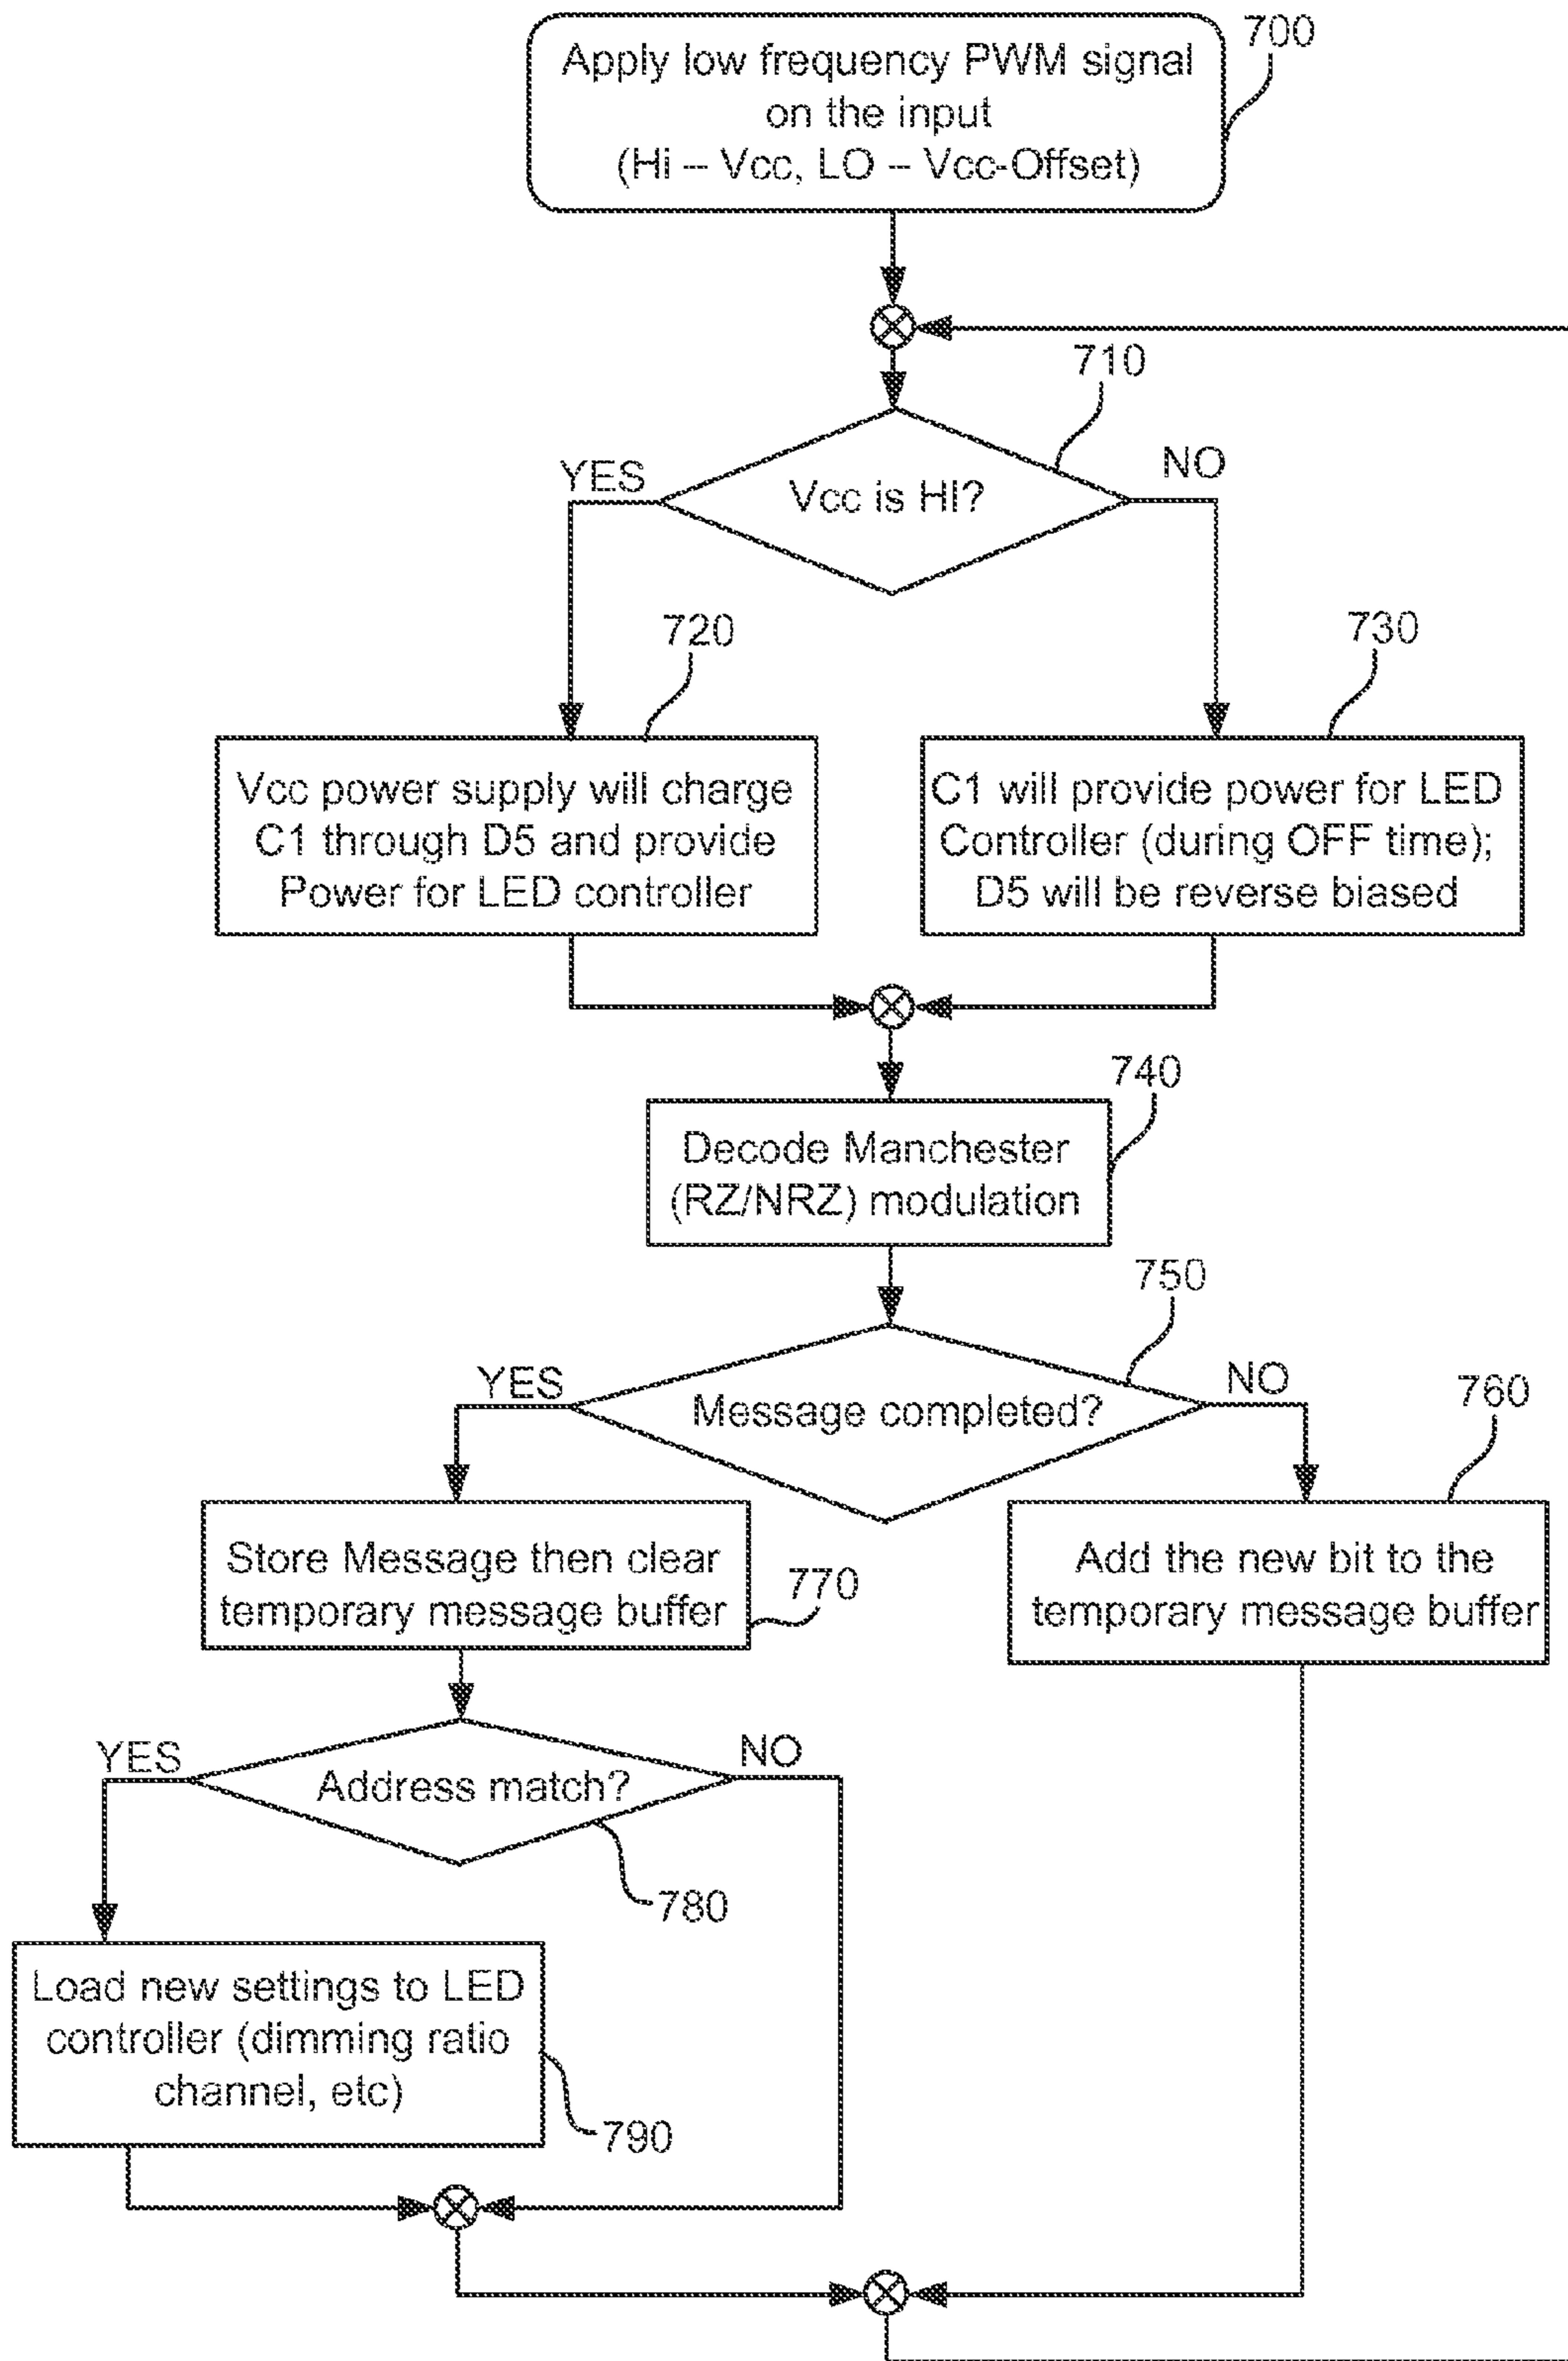 700
Apply low frequency PWM signal
on the input
(Hi -- Vcc, LO -- Vcc-Offset)
710
YES
NO
Vcc is HI?
720
730
Vcc power supply will charge
C1 through D5 and provide
Power for LED controller
C1 will provide power for LED
Controller (during OFF time);
D5 will be reverse biased
740
Decode Manchester
(RZ/NRZ) modulation
750
YES
NO
760
Message completed?
Store Message then clear
temporary message buffer
770
Add the new bit to the
temporary message buffer
YES
NO
Address match?
780
Load new settings to LED
controller (dimming ratio
channel, etc)
790